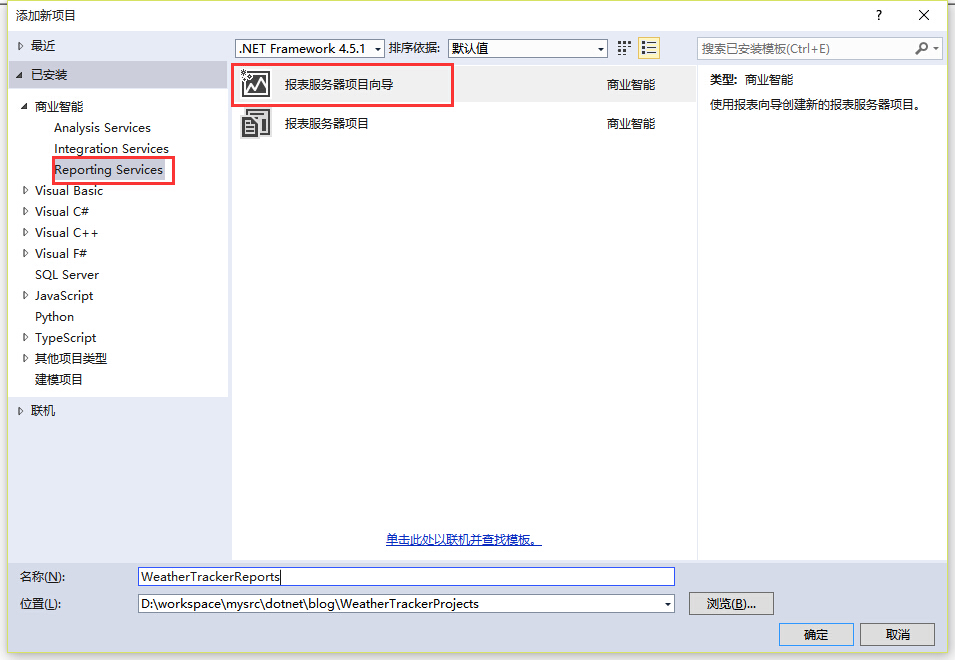 添加新项目
?
最近
已安装
商业智能
Analysis Services
Integration Services
Reporting Services
Visual Basic
Visual C#
Visual C++
Visual F#
SQL Server
JavaScript
Python
TypeScript
其他项目类型
建模项目
联机
.NET Framework 4.5.1
排序依据:
默认值
搜索已安装模板(Ctrl+E)
报表服务器项目向导
商业智能
报表服务器项目
商业智能
类型: 商业智能
使用报表向导创建新的报表服务器项目。
单击此处以联机并查找模板。
名称(N):
WeatherTrackerReports
位置(L):
D:\workspace\mysrc\dotnet\blog\WeatherTrackerProjects
浏览(B)...
确定
取消